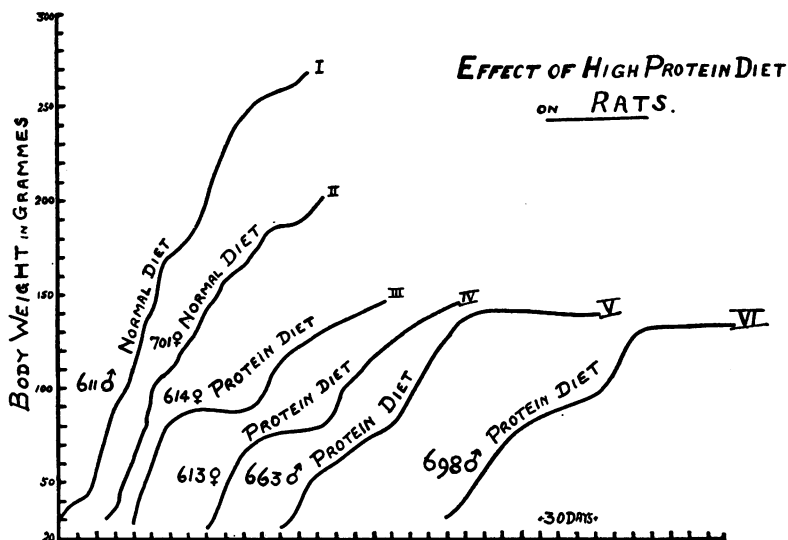 EFFECT OF HIGH PROTEIN DIET
ON RATS.
BODY WEIGHT IN GRAMMES
300
250
200
150
100
50
20
I
II
III
IV
V
VI
611♂ NORMAL DIET
701♀ NORMAL DIET
614♀ PROTEIN DIET
613♀ PROTEIN DIET
663♂ PROTEIN DIET
698♂ PROTEIN DIET
·30 DAYS·